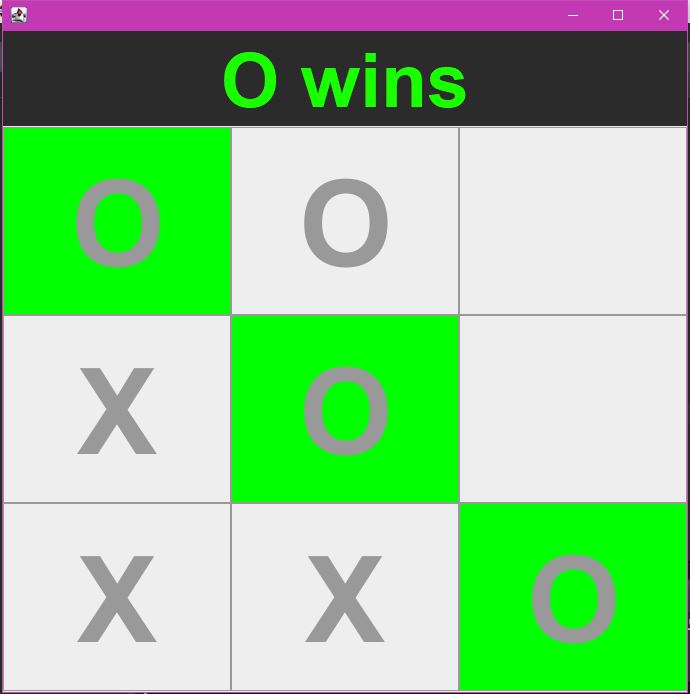 O wins
O O
X O
X X O